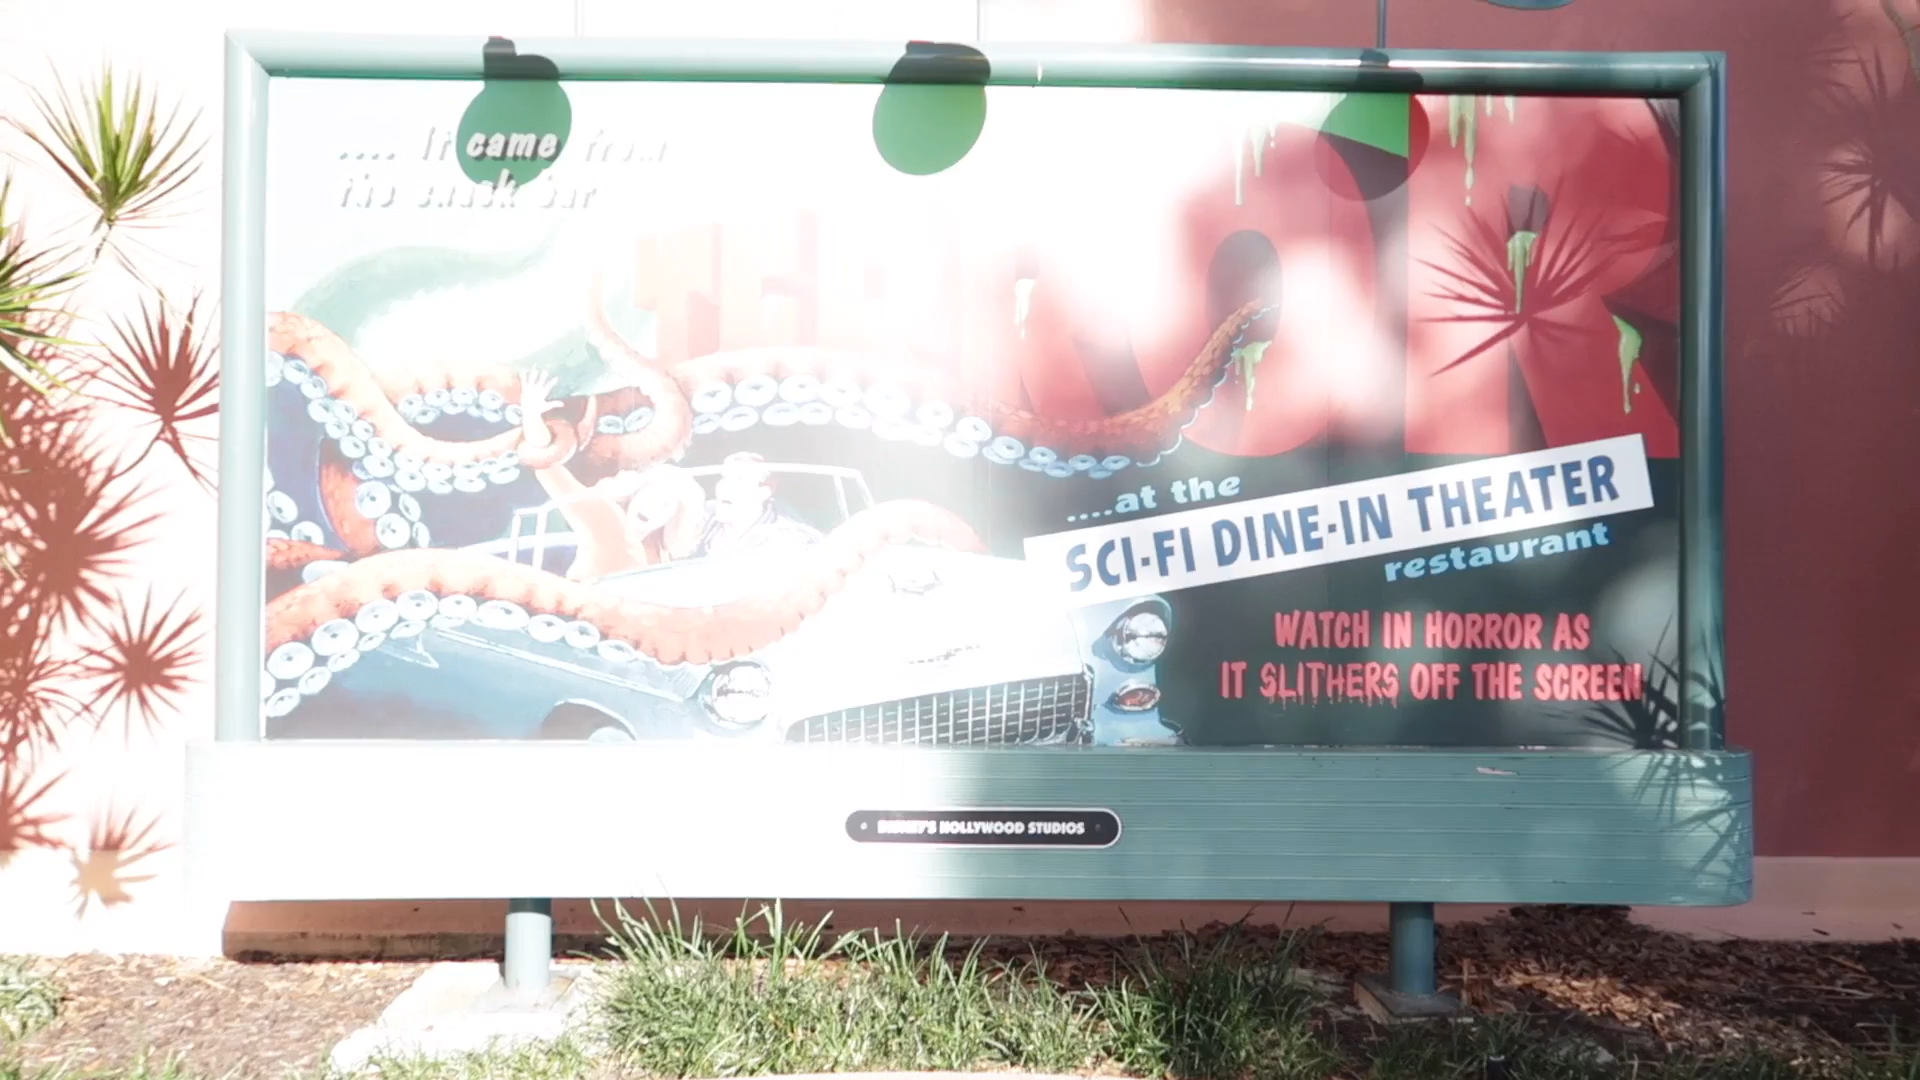 .... It came from
the snack bar
TERROR
....at the
SCI-FI DINE-IN THEATER
restaurant
WATCH IN HORROR AS
IT SLITHERS OFF THE SCREEN
DISNEY'S HOLLYWOOD STUDIOS